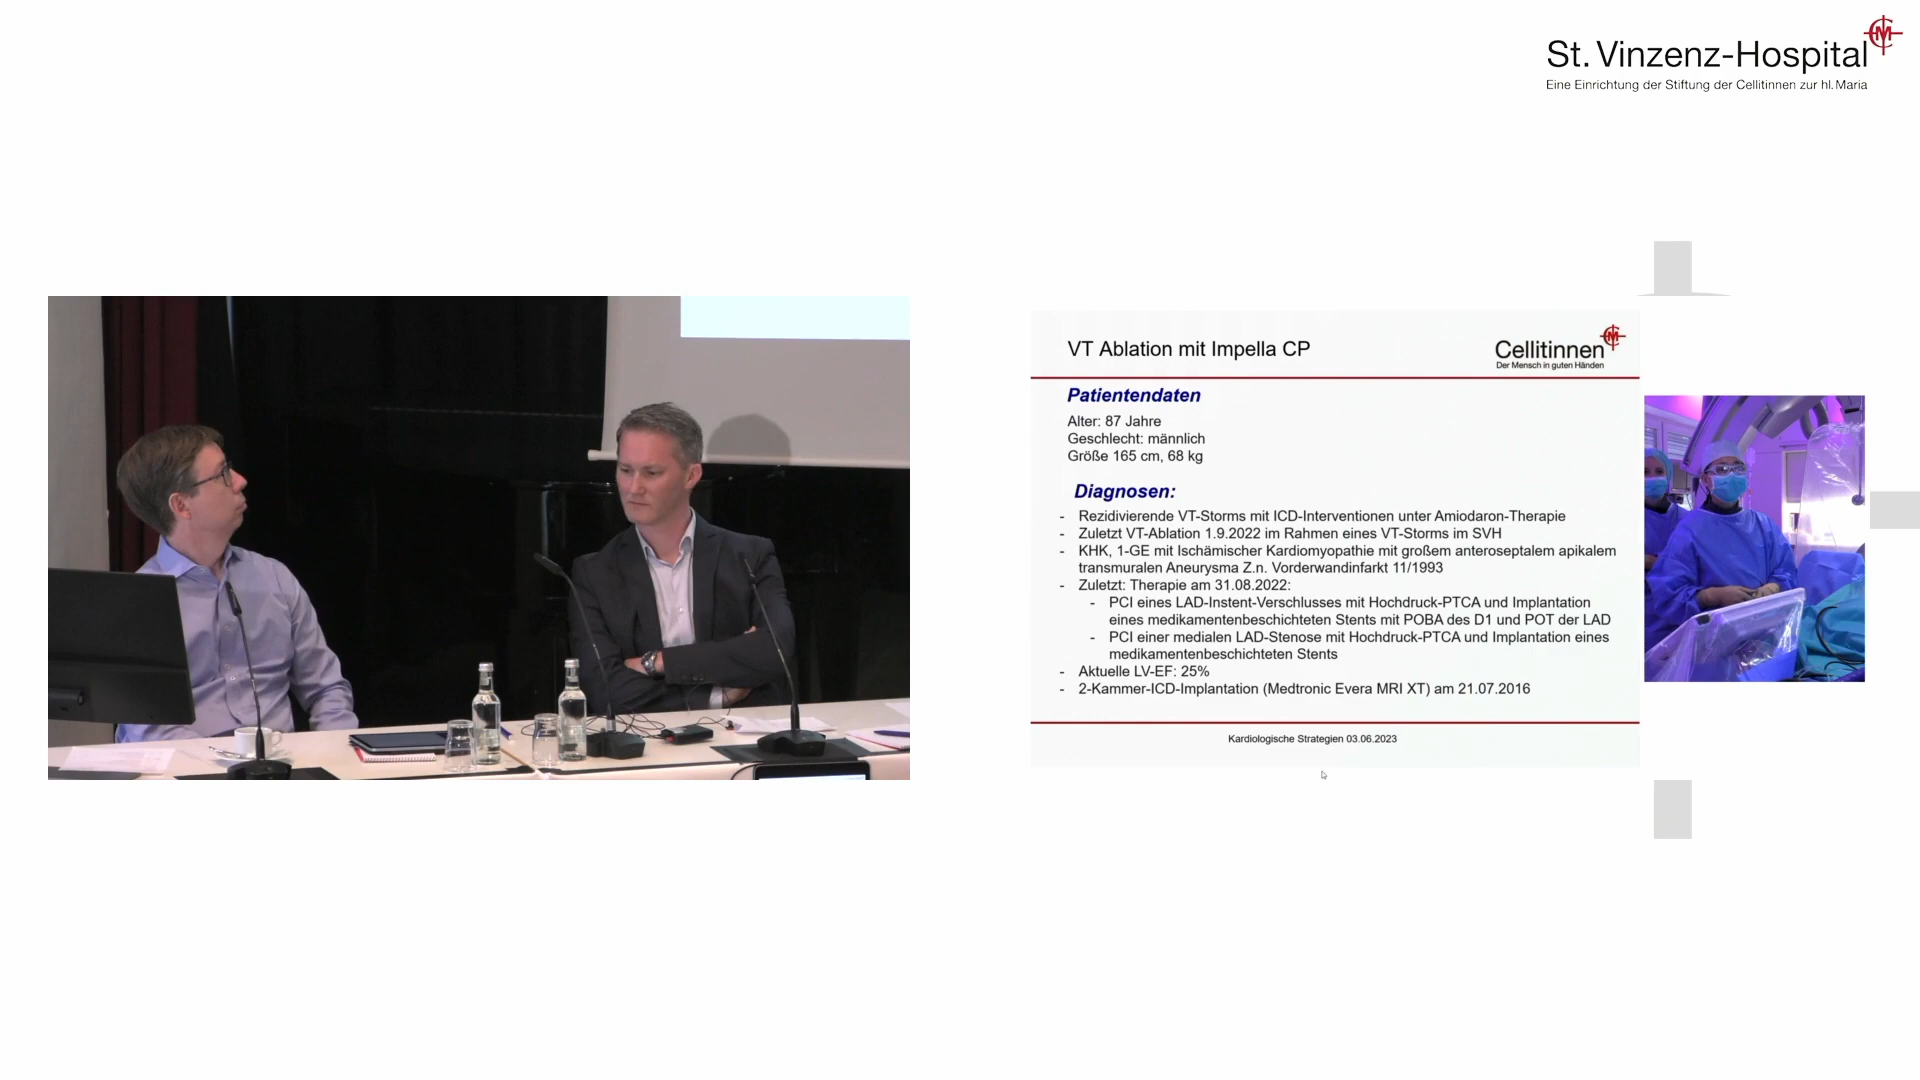 St. Vinzenz-Hospital
Eine Einrichtung der Stiftung der Cellitinnen zur hl. Maria
VT Ablation mit Impella CP
Cellitinnen
Der Mensch in guten Händen
Patientendaten
Alter: 87 Jahre
Geschlecht: männlich
Größe 165 cm, 68 kg
Diagnosen:
- Rezidivierende VT-Storms mit ICD-Interventionen unter Amiodaron-Therapie
- Zuletzt VT-Ablation 1.9.2022 im Rahmen eines VT-Storms im SVH
- KHK, 1-GE mit Ischämischer Kardiomyopathie mit großem anteroseptalem apikalem
transmuralen Aneurysma Z.n. Vorderwandinfarkt 11/1993
- Zuletzt: Therapie am 31.08.2022:
- PCI eines LAD-Instent-Verschlusses mit Hochdruck-PTCA und Implantation
eines medikamentenbeschichteten Stents mit POBA des D1 und POT der LAD
- PCI einer medialen LAD-Stenose mit Hochdruck-PTCA und Implantation eines
medikamentenbeschichteten Stents
- Aktuelle LV-EF: 25%
- 2-Kammer-ICD-Implantation (Medtronic Evera MRI XT) am 21.07.2016
Kardiologische Strategien 03.06.2023